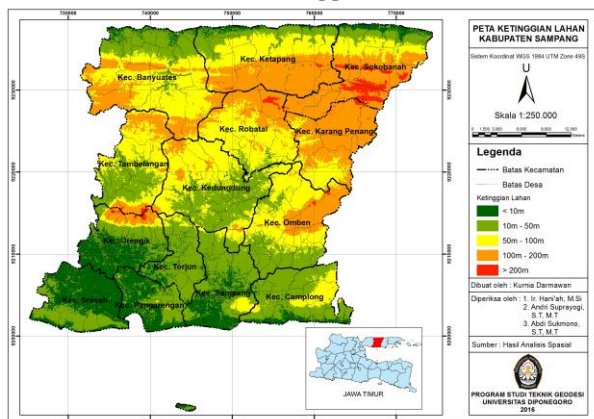 PETA KETINGGIAN LAHAN
KABUPATEN SAMPANG
Sistem Koordinat WGS 1984 UTM Zone 49S
U
Skala 1:250.000
Legenda
Batas Kecamatan
Batas Desa
Ketinggian Lahan
< 10m
10m - 50m
50m - 100m
100m - 200m
> 200m
Dibuat oleh : Kurnia Darmawan
Diperiksa oleh : 1. Ir. Hani'ah, M.Si
2. Andri Suprayogi,
S.T, M.T
3. Abdi Sukmono,
S.T, M.T
Sumber : Hasil Analisis Spasial
PROGRAM STUDI TEKNIK GEODESI
UNIVERSITAS DIPONEGORO
2016
740000
750000
760000
770000
Kec. Ketapang
Kec. Sokobanah
Kec. Banyuates
Kec. Robatal
Kec. Karang Penang
Kec. Tambelangan
Kec. Kedungdung
Kec. Omben
Kec. Jrengik
Kec. Torjun
Kec. Sreseh
Kec. Pangarengan
Kec. Sampang
Kec. Camplong
JAWA TIMUR